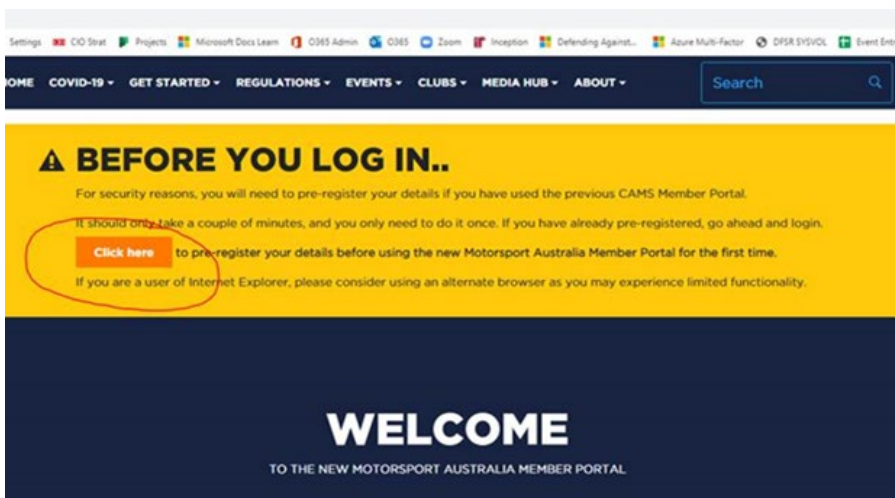 Settings CIO Strat Projects Microsoft Docs Learn O365 Admin O365 Zoom Inception Defending Against... Azure Multi-Factor DFSR SYSVOL Event Entr
OME COVID-19 GET STARTED REGULATIONS EVENTS CLUBS MEDIA HUB ABOUT Search
BEFORE YOU LOG IN..
For security reasons, you will need to pre-register your details if you have used the previous CAMS Member Portal.
It should only take a couple of minutes, and you only need to do it once. If you have already pre-registered, go ahead and login.
Click here to pre-register your details before using the new Motorsport Australia Member Portal for the first time.
If you are a user of Internet Explorer, please consider using an alternate browser as you may experience limited functionality.
WELCOME
TO THE NEW MOTORSPORT AUSTRALIA MEMBER PORTAL